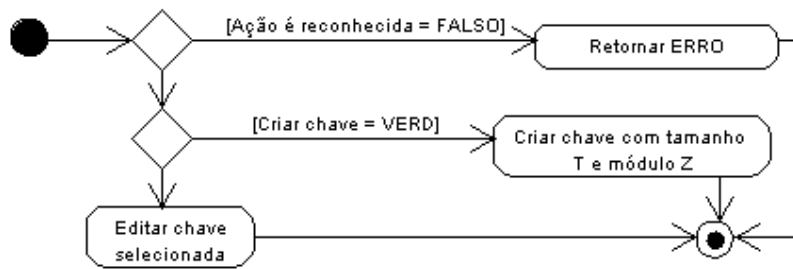 [Ação é reconhecida = FALSO]
Retornar ERRO
[Criar chave = VERD]
Criar chave com tamanho
T e módulo Z
Editar chave
selecionada